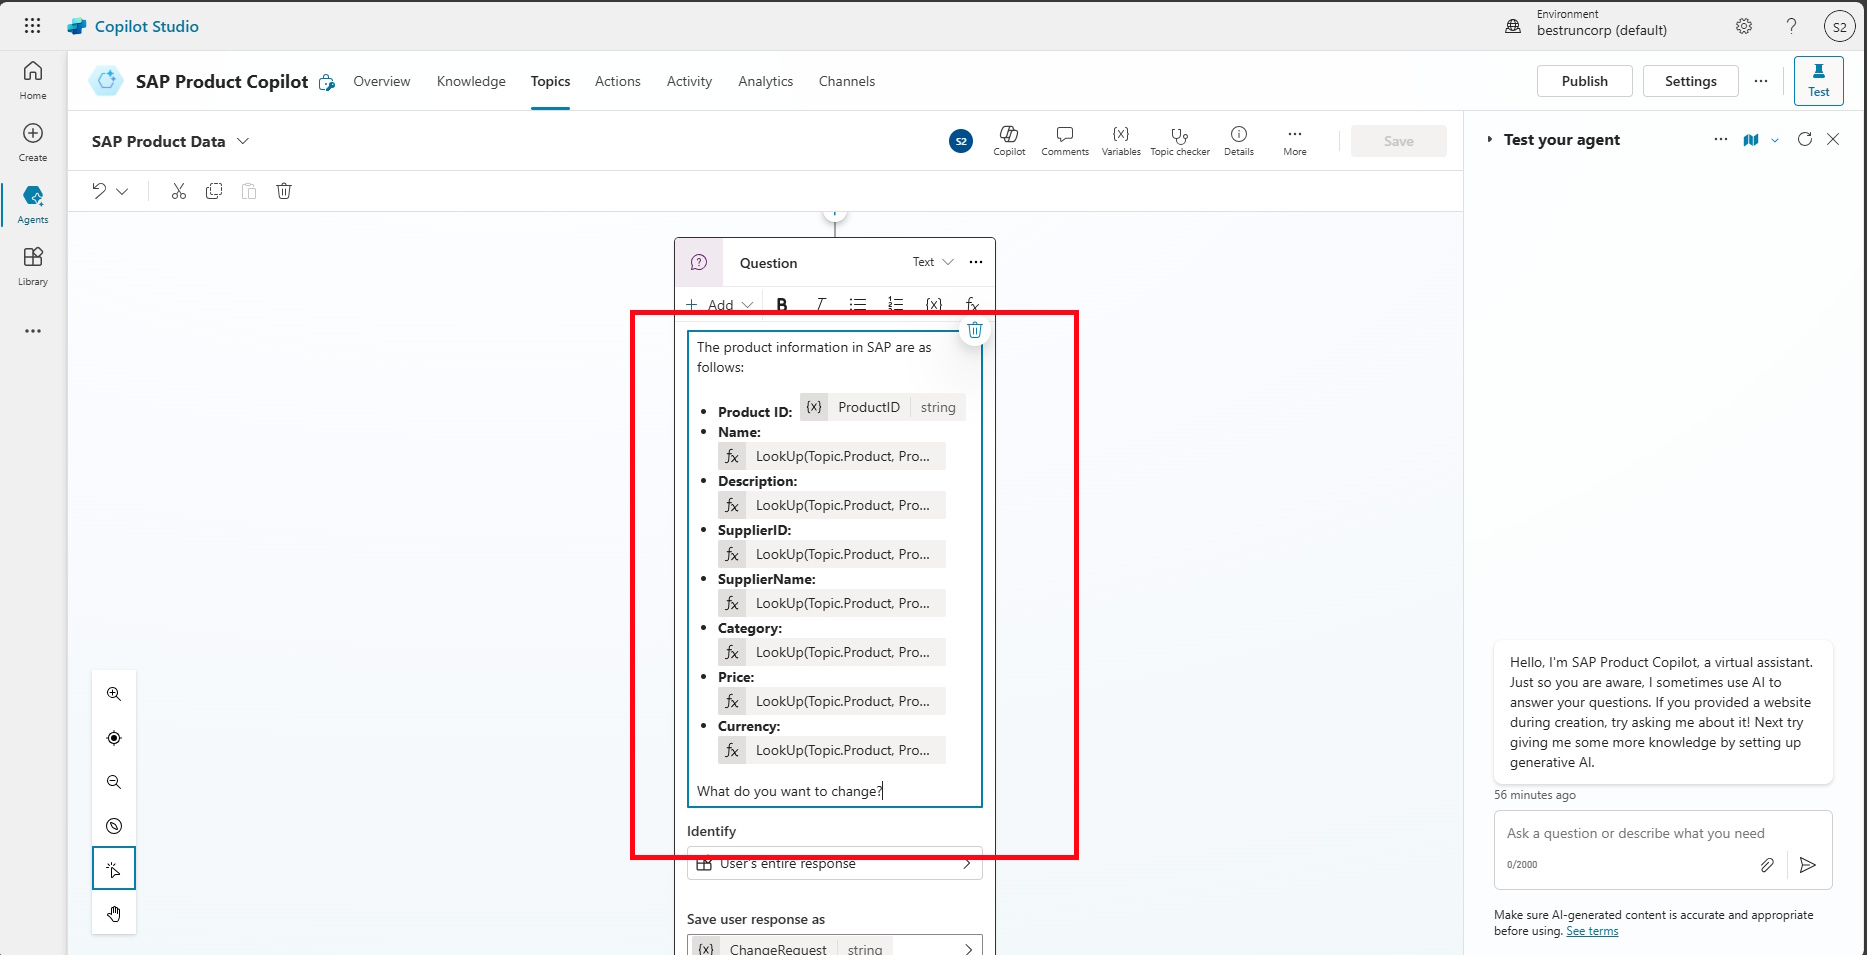 Copilot Studio
Environment
bestruncorp (default)
S2
Home
Create
Agents
Library
SAP Product Copilot
Overview
Knowledge
Topics
Actions
Activity
Analytics
Channels
Publish
Settings
Test
SAP Product Data
S2
Copilot
Comments
{x}
Variables
Topic checker
Details
More
Save
Question
Text
Add
B
I
{x}
fx
The product information in SAP are as
follows:
• Product ID: {x} ProductID string
• Name:
fx LookUp(Topic.Product, Pro...
• Description:
fx LookUp(Topic.Product, Pro...
• SupplierID:
fx LookUp(Topic.Product, Pro...
• SupplierName:
fx LookUp(Topic.Product, Pro...
• Category:
fx LookUp(Topic.Product, Pro...
• Price:
fx LookUp(Topic.Product, Pro...
• Currency:
fx LookUp(Topic.Product, Pro...
What do you want to change?
Identify
User's entire response
Save user response as
{x} ChangeRequest string
Test your agent
Hello, I'm SAP Product Copilot, a virtual assistant.
Just so you are aware, I sometimes use AI to
answer your questions. If you provided a website
during creation, try asking me about it! Next try
giving me some more knowledge by setting up
generative AI.
56 minutes ago
Ask a question or describe what you need
0/2000
Make sure AI-generated content is accurate and appropriate
before using. See terms